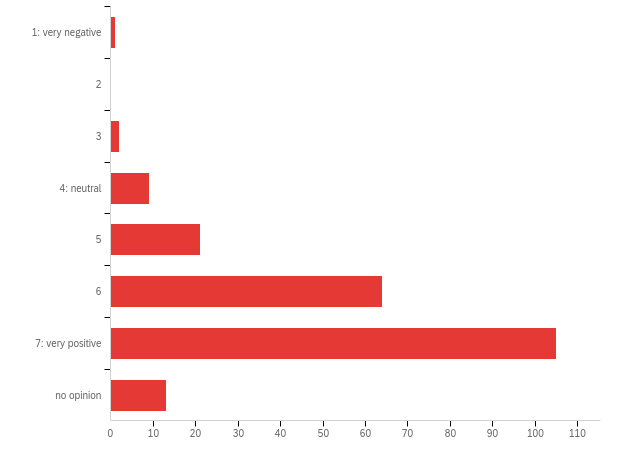 1: very negative
2
3
4: neutral
5
6
7: very positive
no opinion
0 10 20 30 40 50 60 70 80 90 100 110